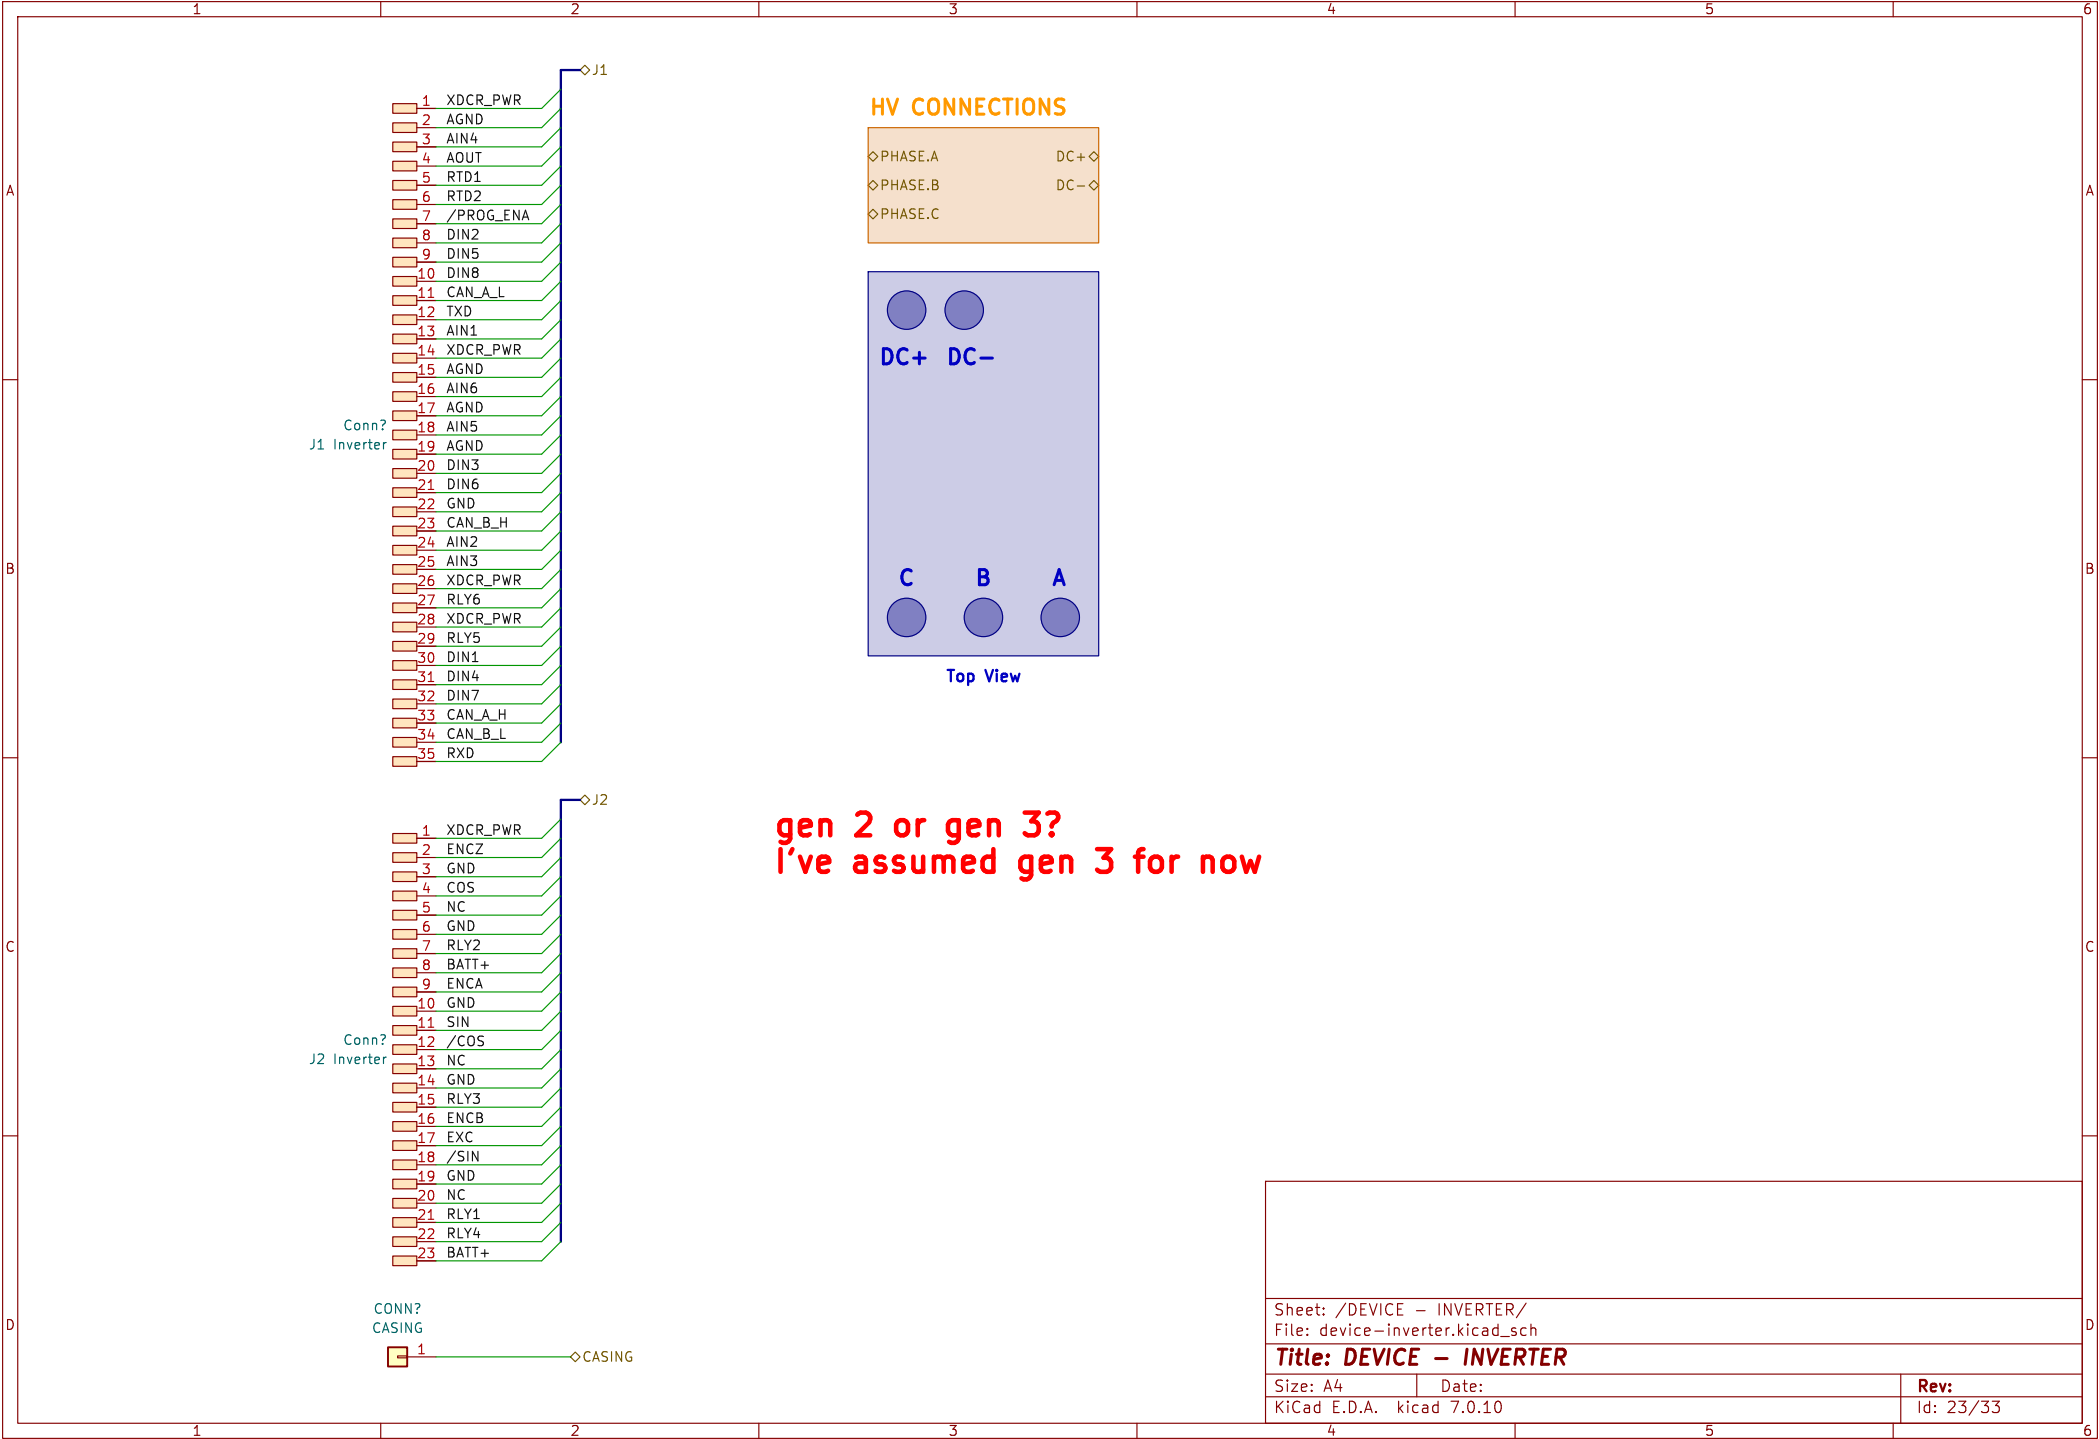 1 2 3 4 5 6
J1
1 XDCR_PWR
2 AGND
3 AIN4
4 AOUT
5 RTD1
6 RTD2
7 /PROG_ENA
8 DIN2
9 DIN5
10 DIN8
11 CAN_A_L
12 TXD
13 AIN1
14 XDCR_PWR
15 AGND
16 AIN6
17 AGND
18 AIN5
19 AGND
20 DIN3
21 DIN6
22 GND
23 CAN_B_H
24 AIN2
25 AIN3
26 XDCR_PWR
27 RLY6
28 XDCR_PWR
29 RLY5
30 DIN1
31 DIN4
32 DIN7
33 CAN_A_H
34 CAN_B_L
35 RXD
Conn?
J1 Inverter
HV CONNECTIONS
PHASE.A DC+
PHASE.B DC-
PHASE.C
DC+ DC-
C B A
Top View
A A
B B
J2
1 XDCR_PWR
2 ENCZ
3 GND
4 COS
5 NC
6 GND
7 RLY2
8 BATT+
9 ENCA
10 GND
11 SIN
12 /COS
13 NC
14 GND
15 RLY3
16 ENCB
17 EXC
18 /SIN
19 GND
20 NC
21 RLY1
22 RLY4
23 BATT+
Conn?
J2 Inverter
gen 2 or gen 3?
I've assumed gen 3 for now
C C
D D
CONN?
CASING
1 CASING
Sheet: /DEVICE - INVERTER/
File: device-inverter.kicad_sch
Title: DEVICE - INVERTER
Size: A4 Date: Rev:
KiCad E.D.A. kicad 7.0.10 Id: 23/33
1 2 3 4 5 6